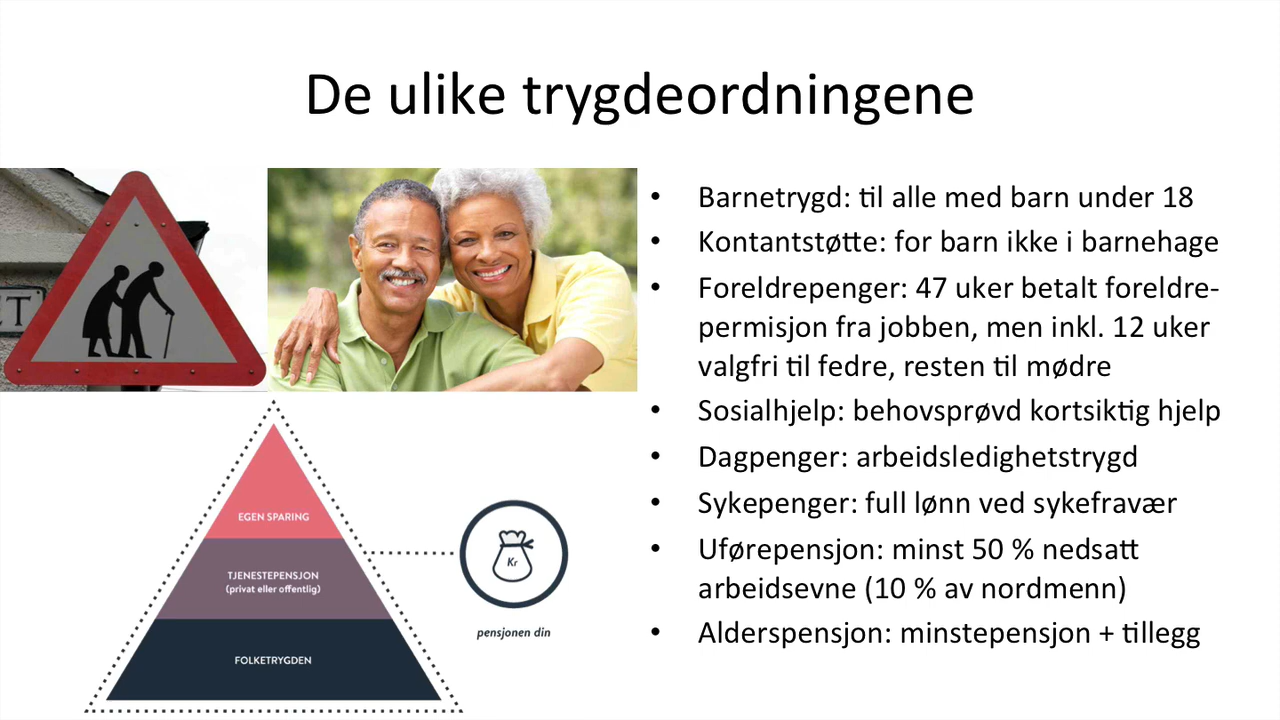 De ulike trygdeordningene
ET
• Barnetrygd: til alle med barn under 18
• Kontantstøtte: for barn ikke i barnehage
• Foreldrepenger: 47 uker betalt foreldre-
permisjon fra jobben, men inkl. 12 uker
valgfri til fedre, resten til mødre
• Sosialhjelp: behovsprøvd kortsiktig hjelp
• Dagpenger: arbeidsledighetstrygd
• Sykepenger: full lønn ved sykefravær
• Uførepensjon: minst 50 % nedsatt
arbeidsevne (10 % av nordmenn)
• Alderspensjon: minstepensjon + tillegg
EGEN SPARING
TJENESTEPENSJON
(privat eller offentlig)
FOLKETRYGDEN
Kr
pensjonen din